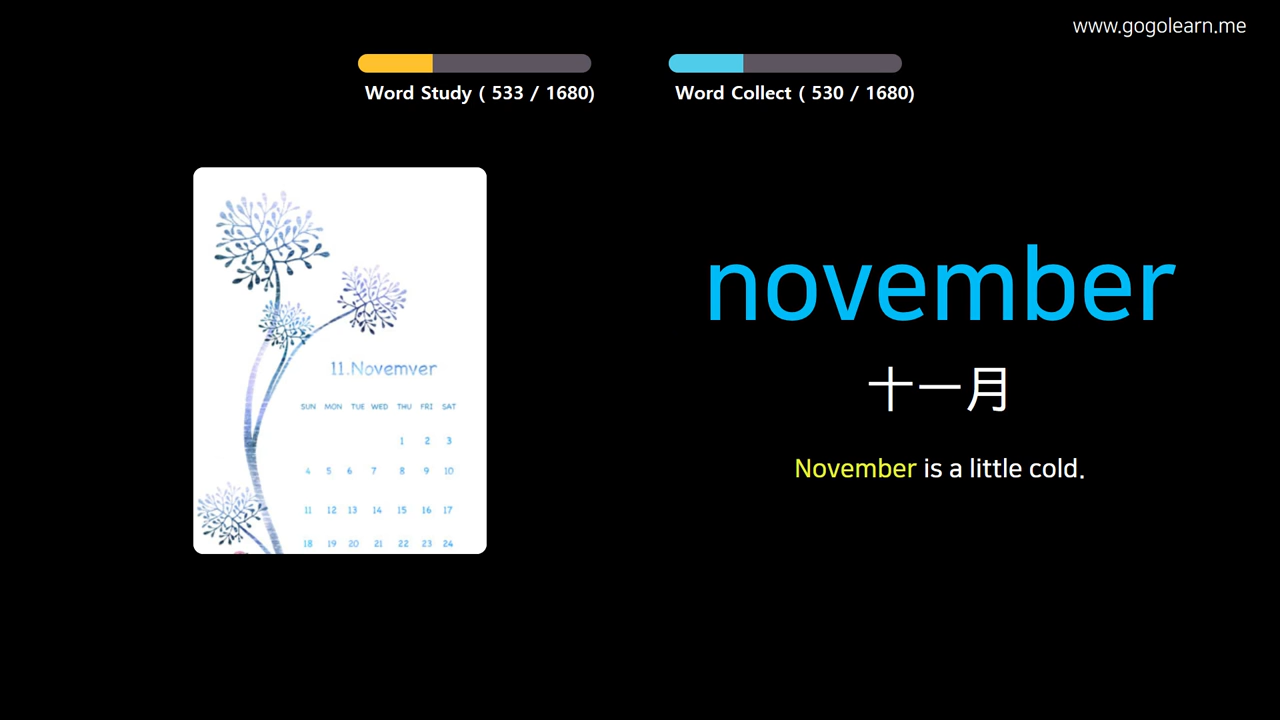 www.gogolearn.me
Word Study ( 533 / 1680)
Word Collect ( 530 / 1680)
11.Novemver
SUN MON TUE WED THU FRI SAT
1 2 3
4 5 6 7 8 9 10
11 12 13 14 15 16 17
18 19 20 21 22 23 24
november
十一月
November is a little cold.